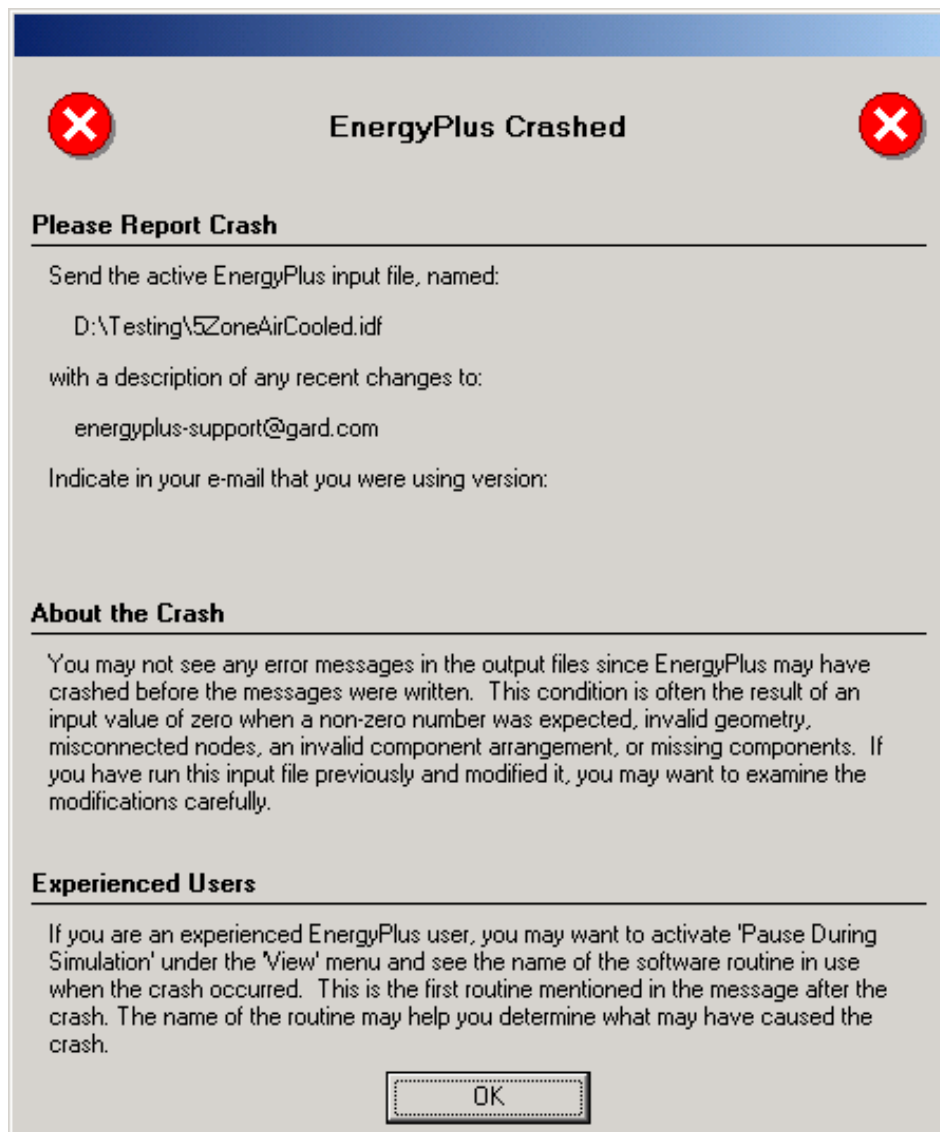 EnergyPlus Crashed
Please Report Crash
Send the active EnergyPlus input file, named:
D:\Testing\5ZoneAirCooled.idf
with a description of any recent changes to:
energyplus-support@gard.com
Indicate in your e-mail that you were using version:
About the Crash
You may not see any error messages in the output files since EnergyPlus may have
crashed before the messages were written.  This condition is often the result of an
input value of zero when a non-zero number was expected, invalid geometry,
misconnected nodes, an invalid component arrangement, or missing components.  If
you have run this input file previously and modified it, you may want to examine the
modifications carefully.
Experienced Users
If you are an experienced EnergyPlus user, you may want to activate 'Pause During
Simulation' under the 'View' menu and see the name of the software routine in use
when the crash occurred.  This is the first routine mentioned in the message after the
crash. The name of the routine may help you determine what may have caused the
crash.
OK